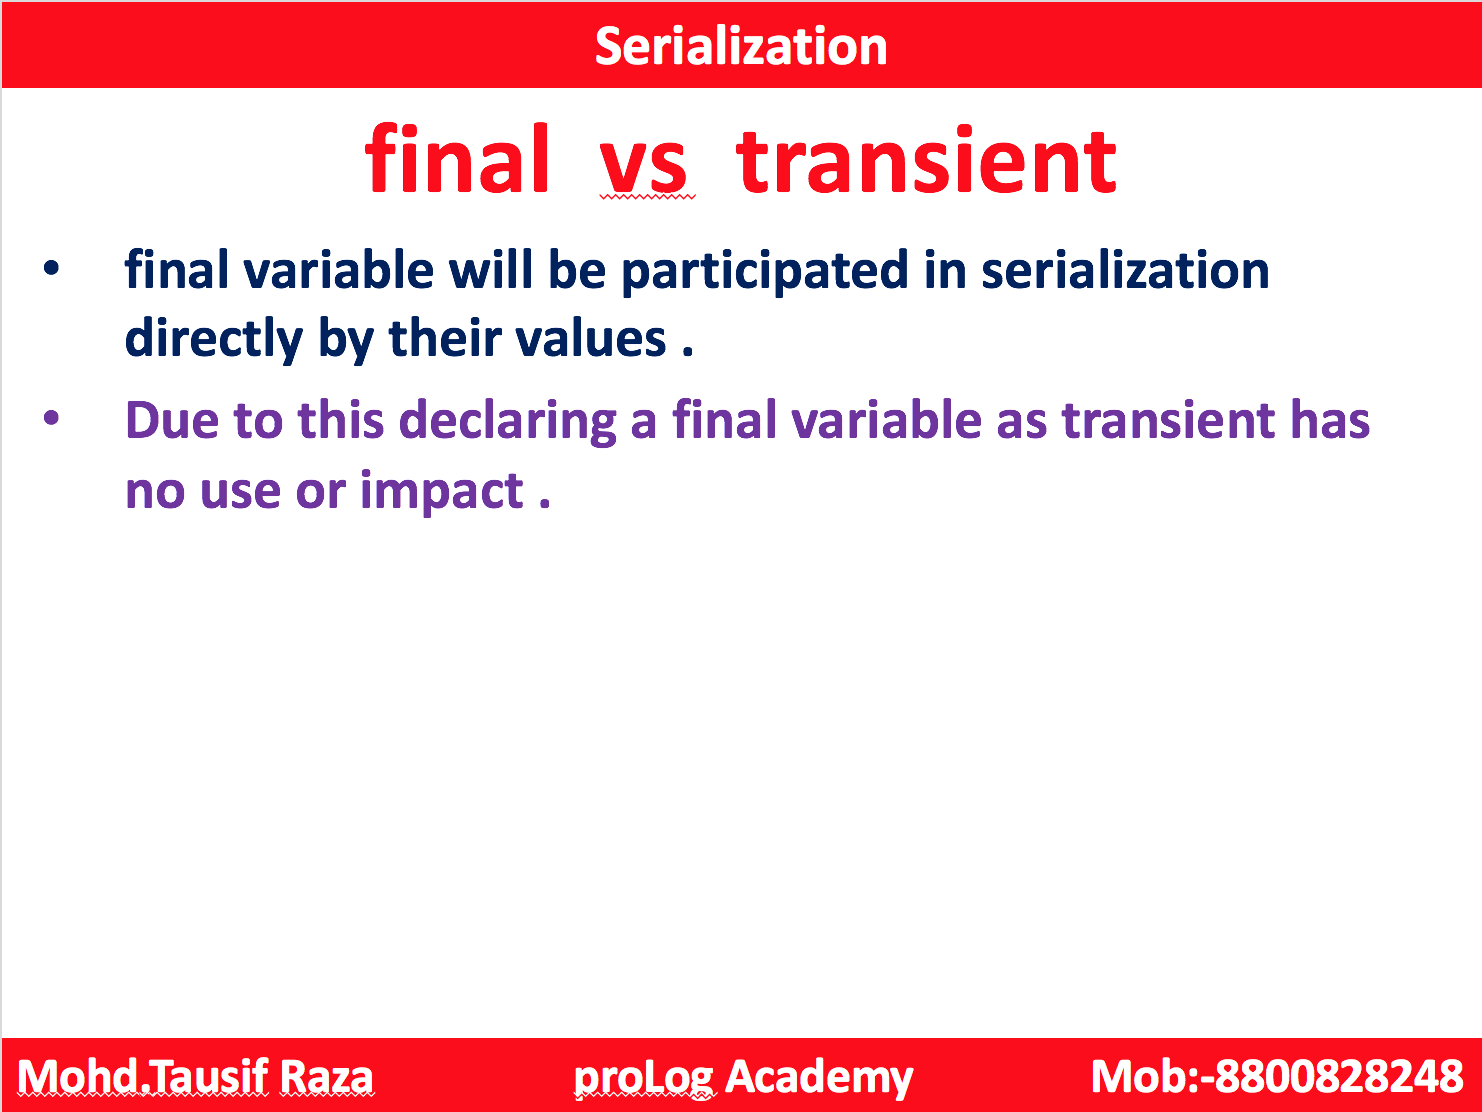 Serialization
final vs transient
• final variable will be participated in serialization
directly by their values .
• Due to this declaring a final variable as transient has
no use or impact .
Mohd.Tausif Raza proLog Academy Mob:-8800828248